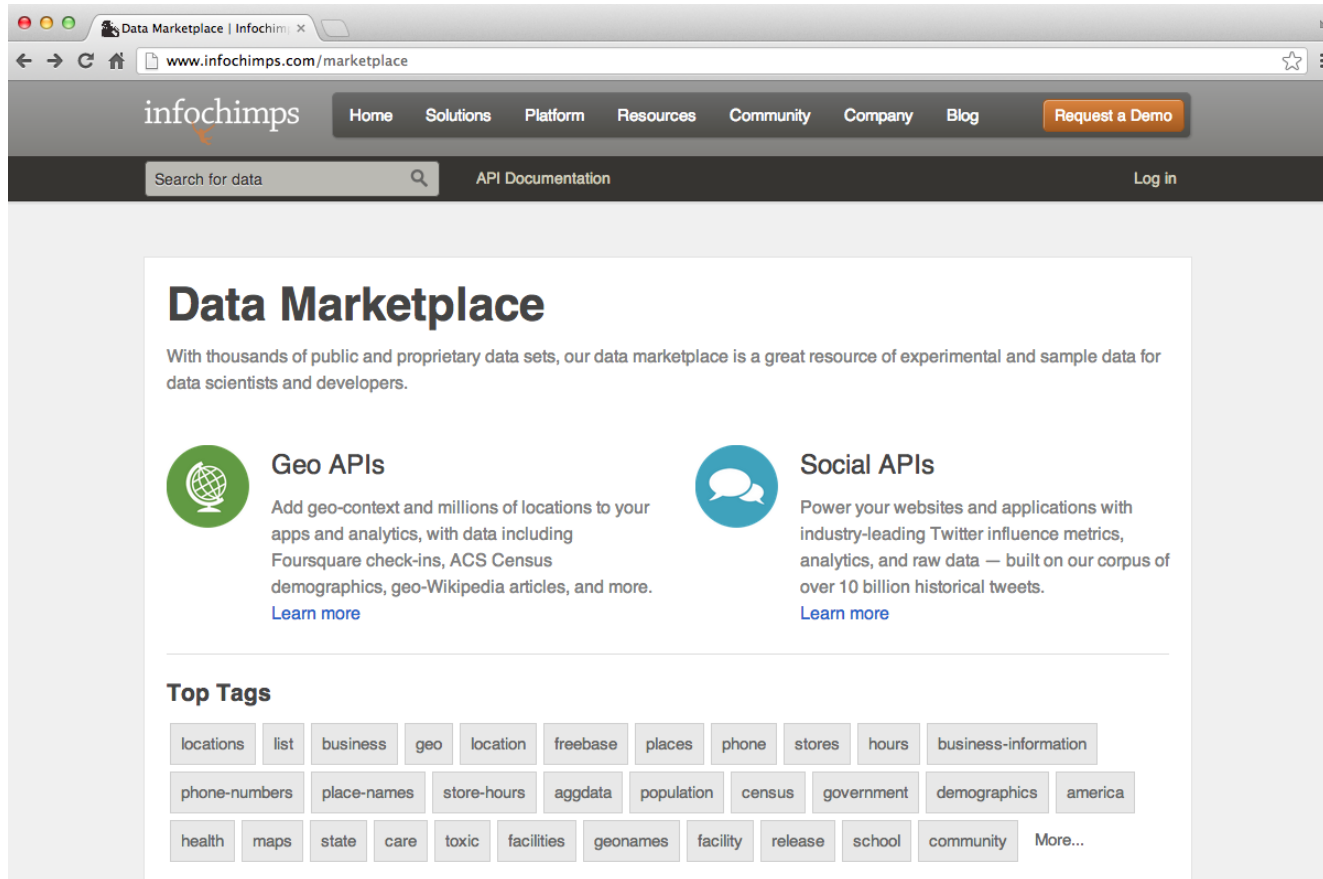 Data Marketplace | Infochim
www.infochimps.com/marketplace
infochimps Home Solutions Platform Resources Community Company Blog Request a Demo
Search for data API Documentation Log in
Data Marketplace
With thousands of public and proprietary data sets, our data marketplace is a great resource of experimental and sample data for
data scientists and developers.
Geo APIs
Add geo-context and millions of locations to your
apps and analytics, with data including
Foursquare check-ins, ACS Census
demographics, geo-Wikipedia articles, and more.
Learn more
Social APIs
Power your websites and applications with
industry-leading Twitter influence metrics,
analytics, and raw data — built on our corpus of
over 10 billion historical tweets.
Learn more
Top Tags
locations list business geo location freebase places phone stores hours business-information
phone-numbers place-names store-hours aggdata population census government demographics america
health maps state care toxic facilities geonames facility release school community More...